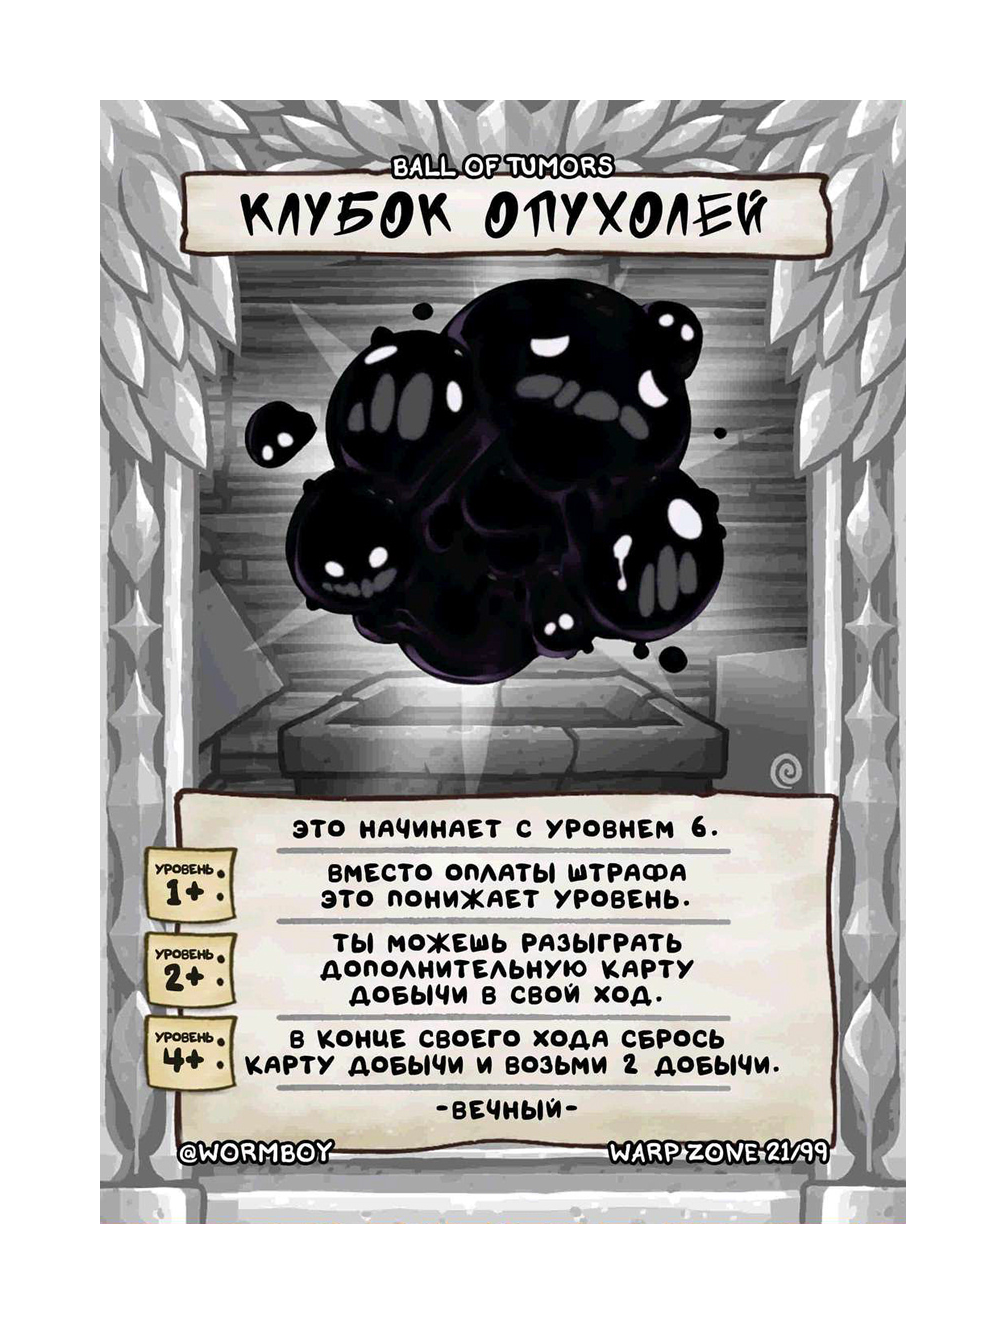 BALL OF TUMORS
КЛУБОК ОПУХОЛЕЙ
ЭТО НАЧИНАЕТ С УРОВНЕМ 6.
УРОВЕНЬ
1+
ВМЕСТО ОПЛАТЫ ШТРАФА
ЭТО ПОНИЖАЕТ УРОВЕНЬ.
УРОВЕНЬ
2+
ТЫ МОЖЕШЬ РАЗЫГРАТЬ
ДОПОЛНИТЕЛЬНУЮ КАРТУ
ДОБЫЧИ В СВОЙ ХОД.
УРОВЕНЬ
4+
В КОНЦЕ СВОЕГО ХОДА СБРОСЬ
КАРТУ ДОБЫЧИ И ВОЗЬМИ 2 ДОБЫЧИ.
-ВЕЧНЫЙ-
@WORMBOY
WARP ZONE 21/99